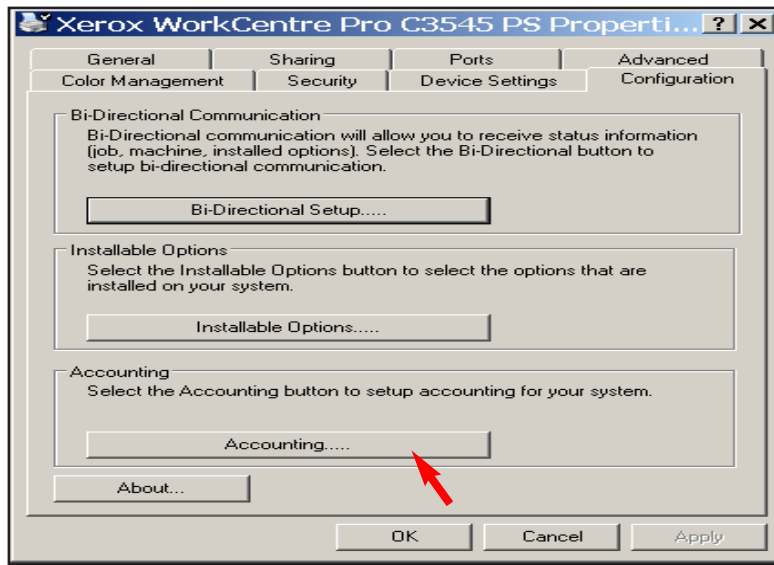 Xerox WorkCentre Pro C3545 PS Properti... ? X
General Sharing Ports Advanced
Color Management Security Device Settings Configuration
Bi-Directional Communication
Bi-Directional communication will allow you to receive status information
(job, machine, installed options). Select the Bi-Directional button to
setup bi-directional communication.
Bi-Directional Setup.....
Installable Options
Select the Installable Options button to select the options that are
installed on your system.
Installable Options.....
Accounting
Select the Accounting button to setup accounting for your system.
Accounting.....
About...
OK Cancel Apply